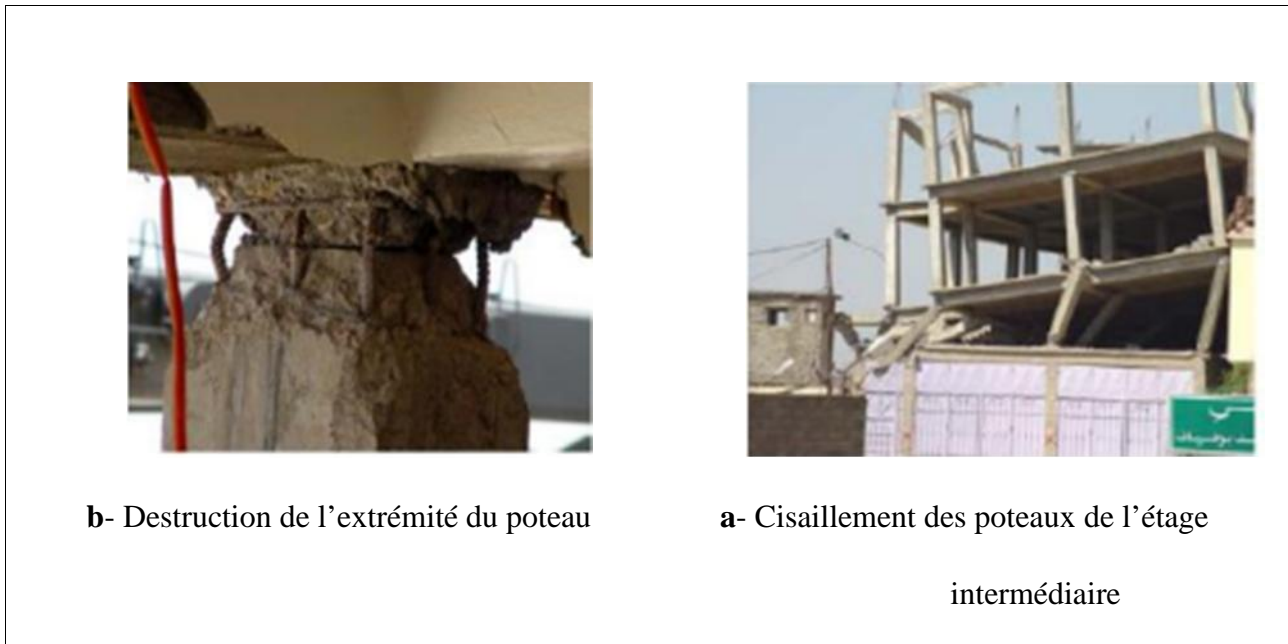 b- Destruction de l’extrémité du poteau
a- Cisaillement des poteaux de l’étage
intermédiaire